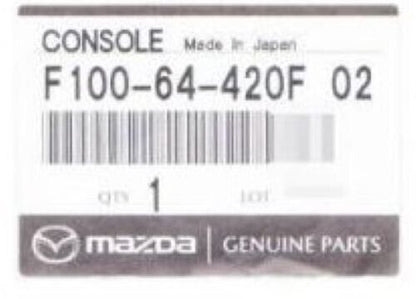 CONSOLE Made In Japan
F100-64-420F 02
QTY 1 LOT
mazda GENUINE PARTS